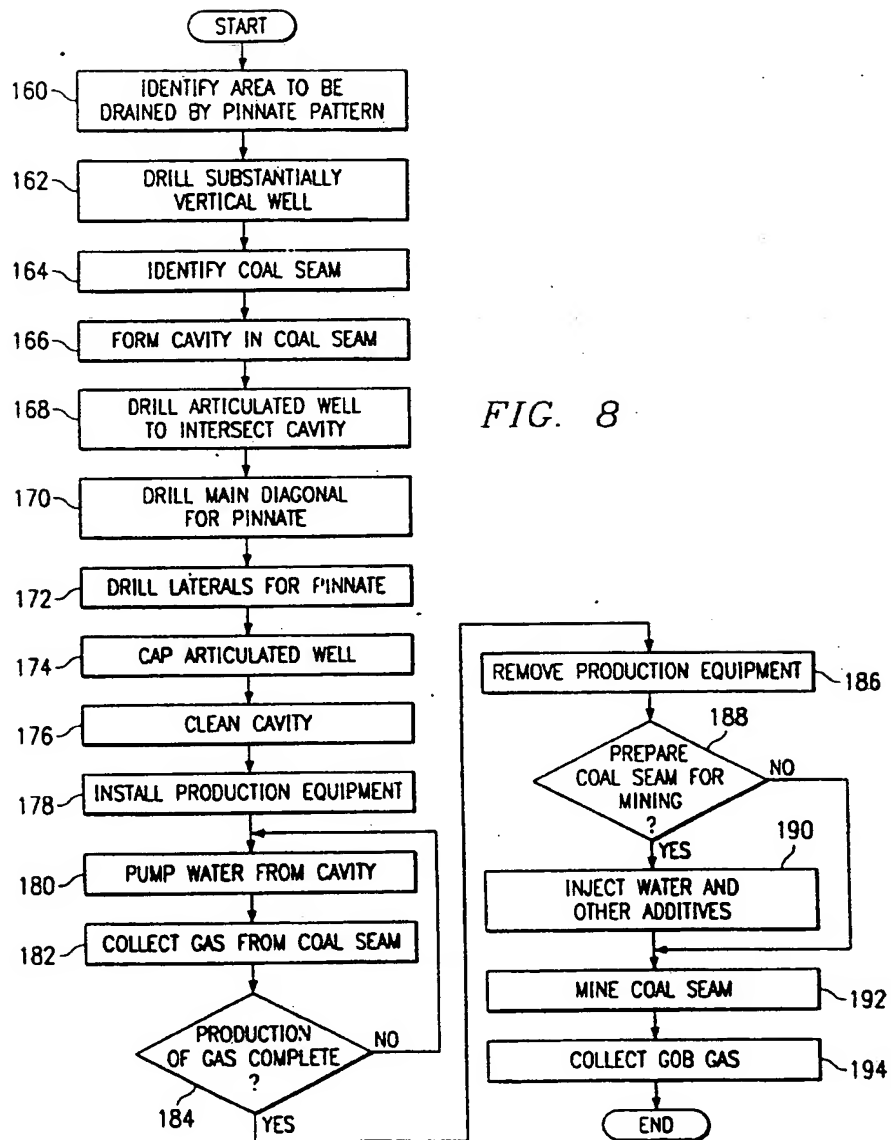 START
160
IDENTIFY AREA TO BE
DRAINED BY PINNATE PATTERN
162
DRILL SUBSTANTIALLY
VERTICAL WELL
164
IDENTIFY COAL SEAM
166
FORM CAVITY IN COAL SEAM
168
DRILL ARTICULATED WELL
TO INTERSECT CAVITY
170
DRILL MAIN DIAGONAL
FOR PINNATE
172
DRILL LATERALS FOR PINNATE
174
CAP ARTICULATED WELL
176
CLEAN CAVITY
178
INSTALL PRODUCTION EQUIPMENT
180
PUMP WATER FROM CAVITY
182
COLLECT GAS FROM COAL SEAM
PRODUCTION
OF GAS COMPLETE
?
NO
184
YES
FIG. 8
REMOVE PRODUCTION EQUIPMENT
186
188
PREPARE
COAL SEAM FOR
MINING
?
NO
YES
190
INJECT WATER AND
OTHER ADDITIVES
MINE COAL SEAM
192
COLLECT GOB GAS
194
END